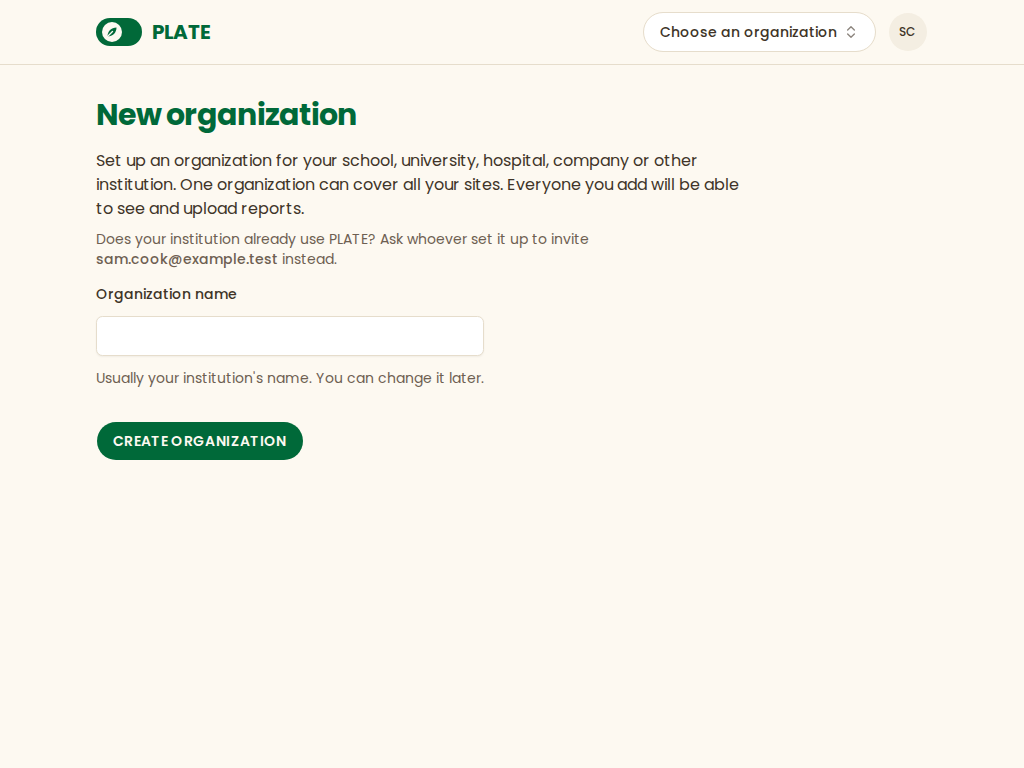 PLATE
Choose an organization
SC
New organization
Set up an organization for your school, university, hospital, company or other
institution. One organization can cover all your sites. Everyone you add will be able
to see and upload reports.
Does your institution already use PLATE? Ask whoever set it up to invite
sam.cook@example.test instead.
Organization name
Usually your institution's name. You can change it later.
CREATE ORGANIZATION